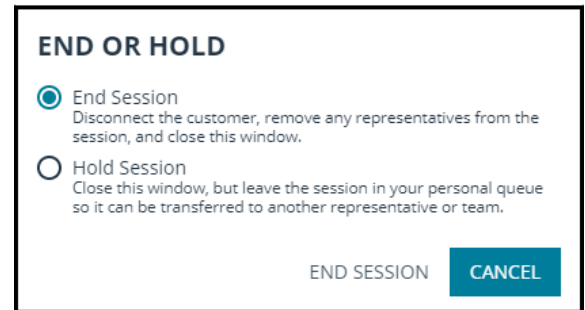 END OR HOLD
End Session
Disconnect the customer, remove any representatives from the
session, and close this window.
Hold Session
Close this window, but leave the session in your personal queue
so it can be transferred to another representative or team.
END SESSION CANCEL